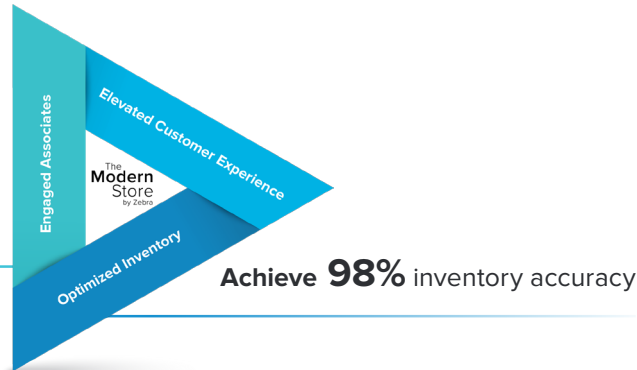 Engaged Associates
Elevated Customer Experience
The
Modern
Store
by Zebra
Optimized Inventory
Achieve 98% inventory accuracy